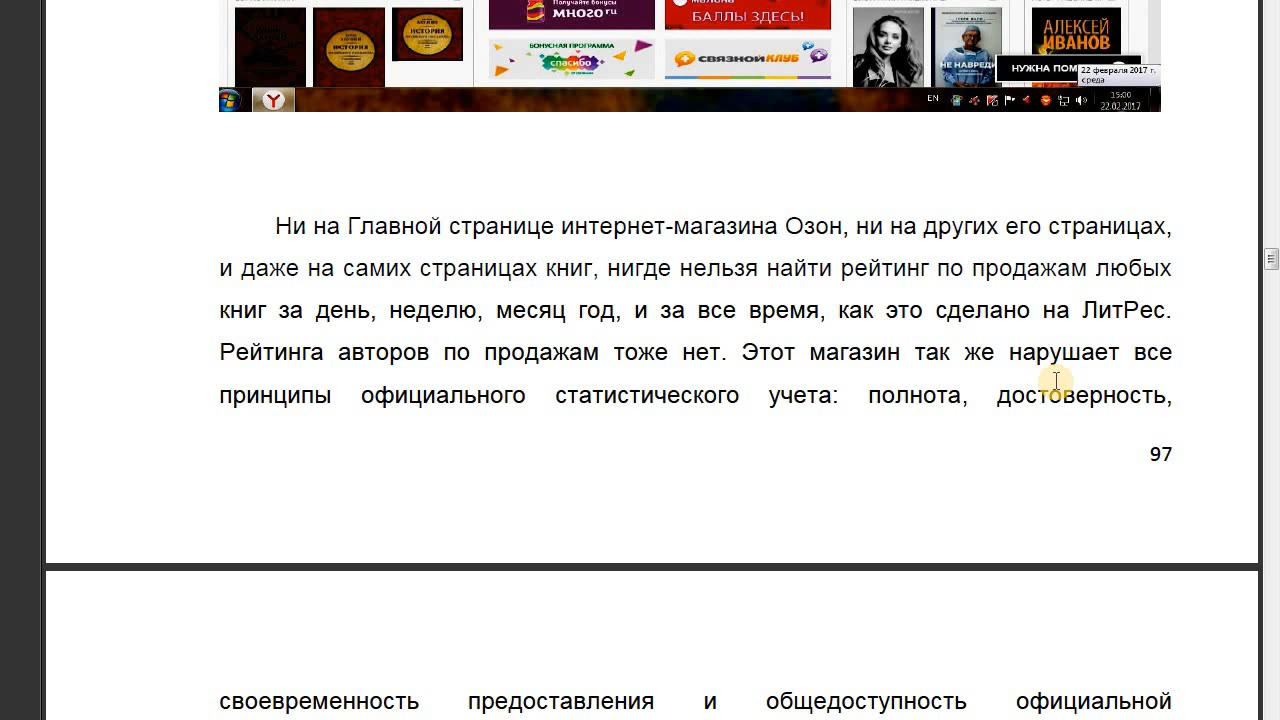 Получайте бонусы
МНОГО.ru
БАЛЛЫ ЗДЕСЬ!
ИСТОРИЯ
ИСТОРИЯ
БОНУСНАЯ ПРОГРАММА
спасибо
СВЯЗНОЙ КЛУБ
НЕ НАВРЕДИ
АЛЕКСЕЙ
ИВАНОВ
НУЖНА ПОМ
22 февраля 2017 г.
среда
EN
15:00
22.02.2017
Ни на Главной странице интернет-магазина Озон, ни на других его страницах,
и даже на самих страницах книг, нигде нельзя найти рейтинг по продажам любых
книг за день, неделю, месяц год, и за все время, как это сделано на ЛитРес.
Рейтинга авторов по продажам тоже нет. Этот магазин так же нарушает все
принципы официального статистического учета: полнота, достоверность,
97
своевременность предоставления и общедоступность официальной